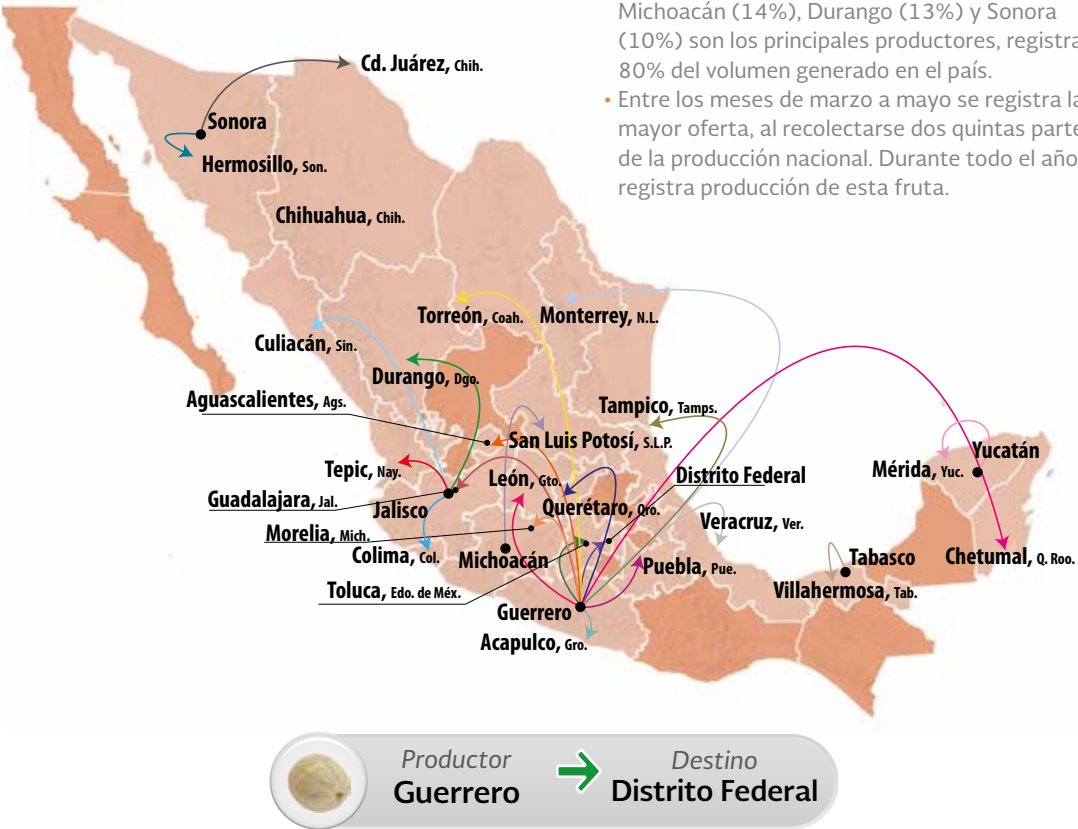 Michoacán (14%), Durango (13%) y Sonora
(10%) son los principales productores, registra
80% del volumen generado en el país.
• Entre los meses de marzo a mayo se registra la
mayor oferta, al recolectarse dos quintas parte
de la producción nacional. Durante todo el año
registra producción de esta fruta.
Cd. Juárez, Chih.
Sonora
Hermosillo, Son.
Chihuahua, Chih.
Torreón, Coah.
Monterrey, N.L.
Culiacán, Sin.
Durango, Dgo.
Aguascalientes, Ags.
Tampico, Tamps.
San Luis Potosí, S.L.P.
Yucatán
Tepic, Nay.
León, Gto.
Distrito Federal
Mérida, Yuc.
Guadalajara, Jal.
Jalisco
Querétaro, Qro.
Veracruz, Ver.
Morelia, Mich.
Colima, Col.
Michoacán
Puebla, Pue.
Tabasco
Chetumal, Q. Roo.
Toluca, Edo. de Méx.
Villahermosa, Tab.
Guerrero
Acapulco, Gro.
Productor
Guerrero
Destino
Distrito Federal